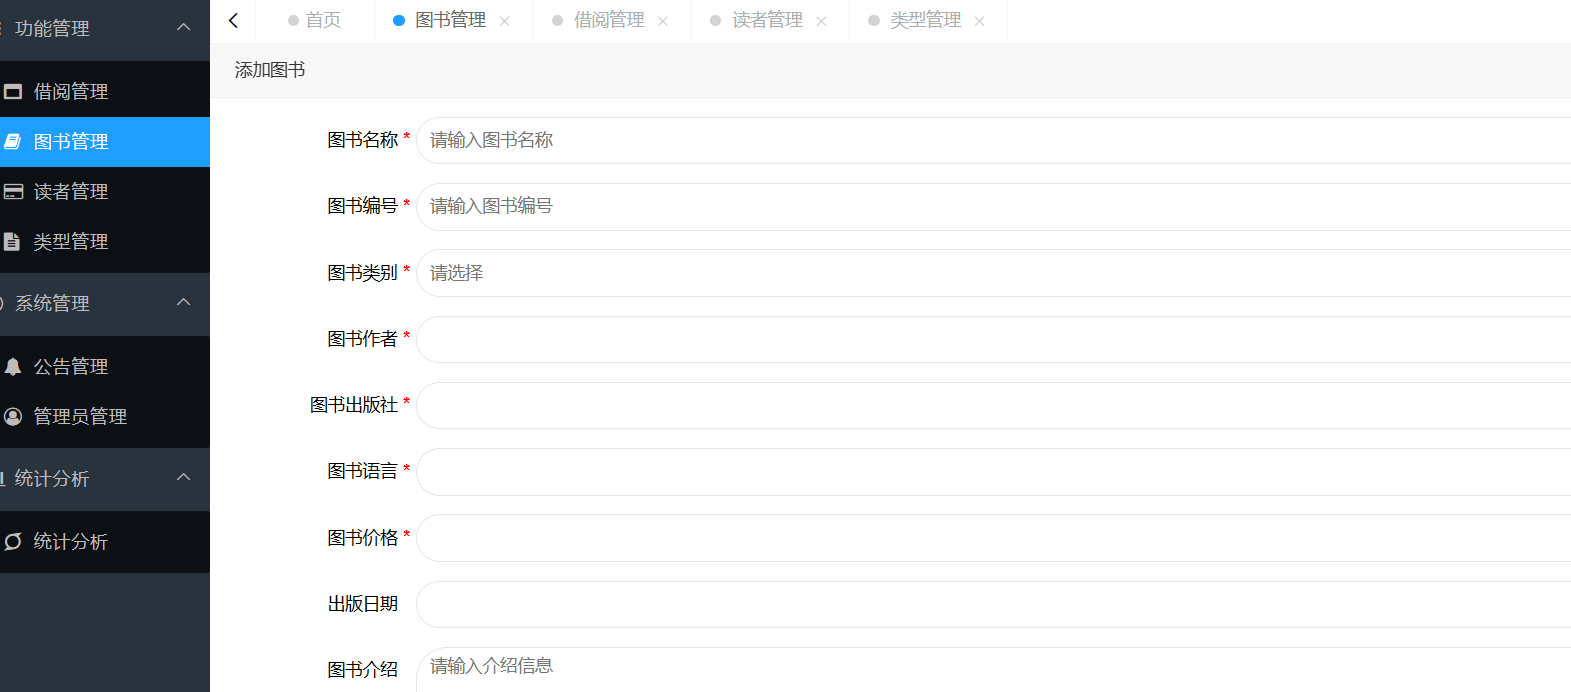 功能管理
借阅管理
图书管理
读者管理
类型管理
系统管理
公告管理
管理员管理
统计分析
统计分析
首页 图书管理 借阅管理 读者管理 类型管理
添加图书
图书名称 * 请输入图书名称
图书编号 * 请输入图书编号
图书类别 * 请选择
图书作者 *
图书出版社 *
图书语言 *
图书价格 *
出版日期
图书介绍 请输入介绍信息